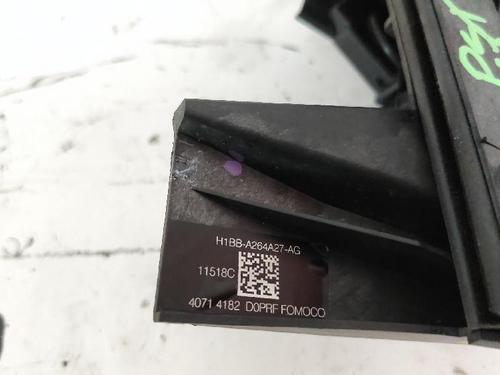 H1BB-A264A27-AG
11518C
4071 4182 D0PRF FOMOCO